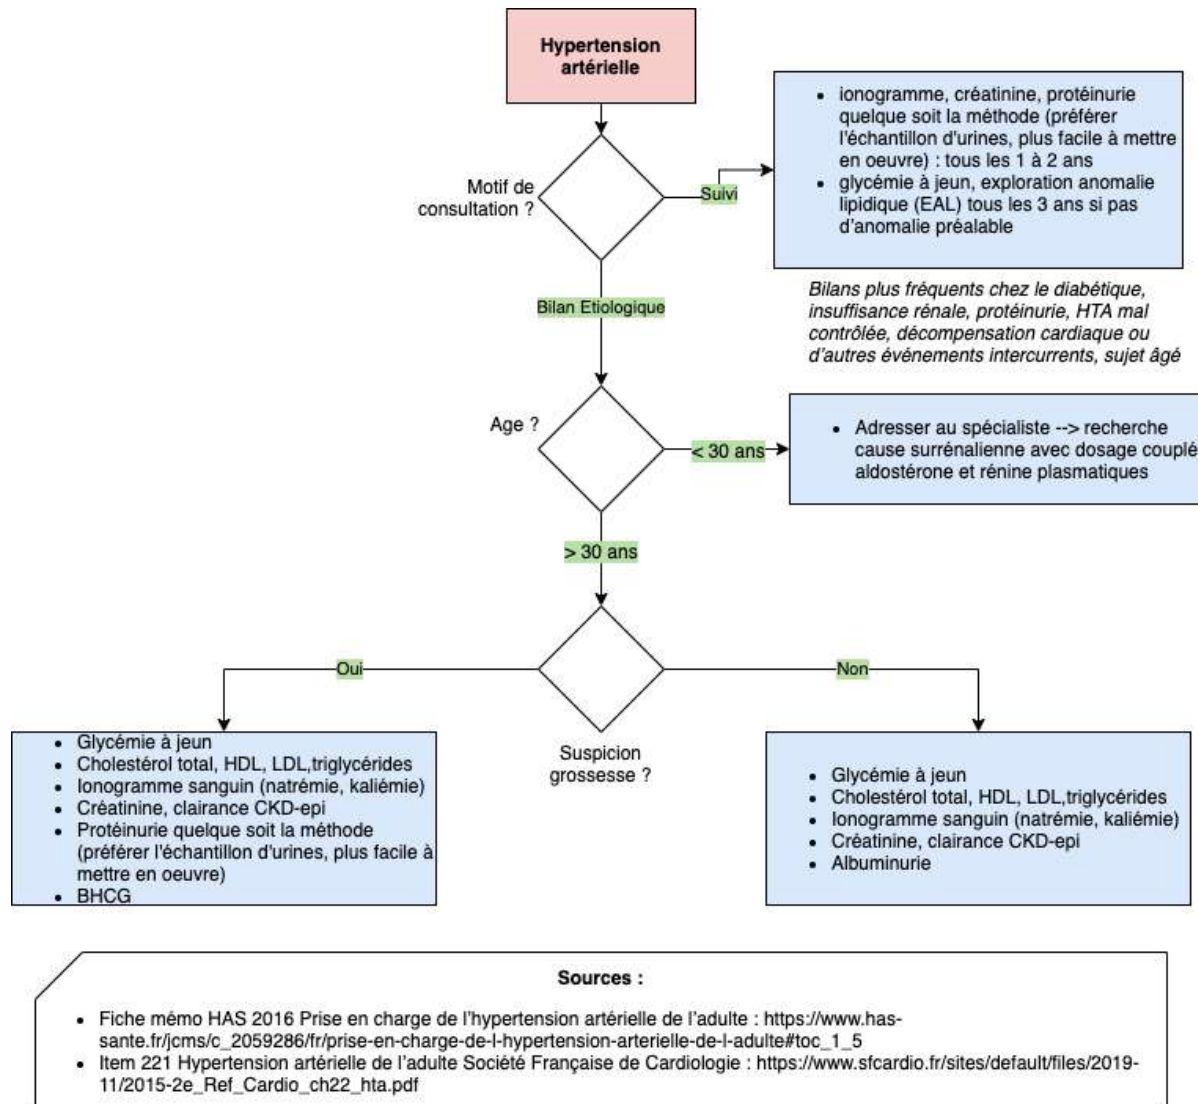 Hypertension
artérielle
Motif de
consultation ?
Suivi
• ionogramme, créatinine, protéinurie
quelque soit la méthode (préférer
l'échantillon d'urines, plus facile à mettre
en oeuvre) : tous les 1 à 2 ans
• glycémie à jeun, exploration anomalie
lipidique (EAL) tous les 3 ans si pas
d'anomalie préalable
Bilans plus fréquents chez le diabétique,
insuffisance rénale, protéinurie, HTA mal
contrôlée, décompensation cardiaque ou
d'autres événements intercurrents, sujet âgé
Bilan Etiologique
Age ?
< 30 ans
• Adresser au spécialiste --> recherche
cause surrénalienne avec dosage couplé
aldostérone et rénine plasmatiques
> 30 ans
Suspicion
grossesse ?
Oui
Non
• Glycémie à jeun
• Cholestérol total, HDL, LDL,triglycérides
• Ionogramme sanguin (natrémie, kaliémie)
• Créatinine, clairance CKD-epi
• Protéinurie quelque soit la méthode
(préférer l'échantillon d'urines, plus facile à
mettre en oeuvre)
• BHCG
• Glycémie à jeun
• Cholestérol total, HDL, LDL,triglycérides
• Ionogramme sanguin (natrémie, kaliémie)
• Créatinine, clairance CKD-epi
• Albuminurie
Sources :
• Fiche mémo HAS 2016 Prise en charge de l'hypertension artérielle de l'adulte : https://www.has-
sante.fr/jcms/c_2059286/fr/prise-en-charge-de-l-hypertension-arterielle-de-l-adulte#toc_1_5
• Item 221 Hypertension artérielle de l'adulte Société Française de Cardiologie : https://www.sfcardio.fr/sites/default/files/2019-
11/2015-2e_Ref_Cardio_ch22_hta.pdf